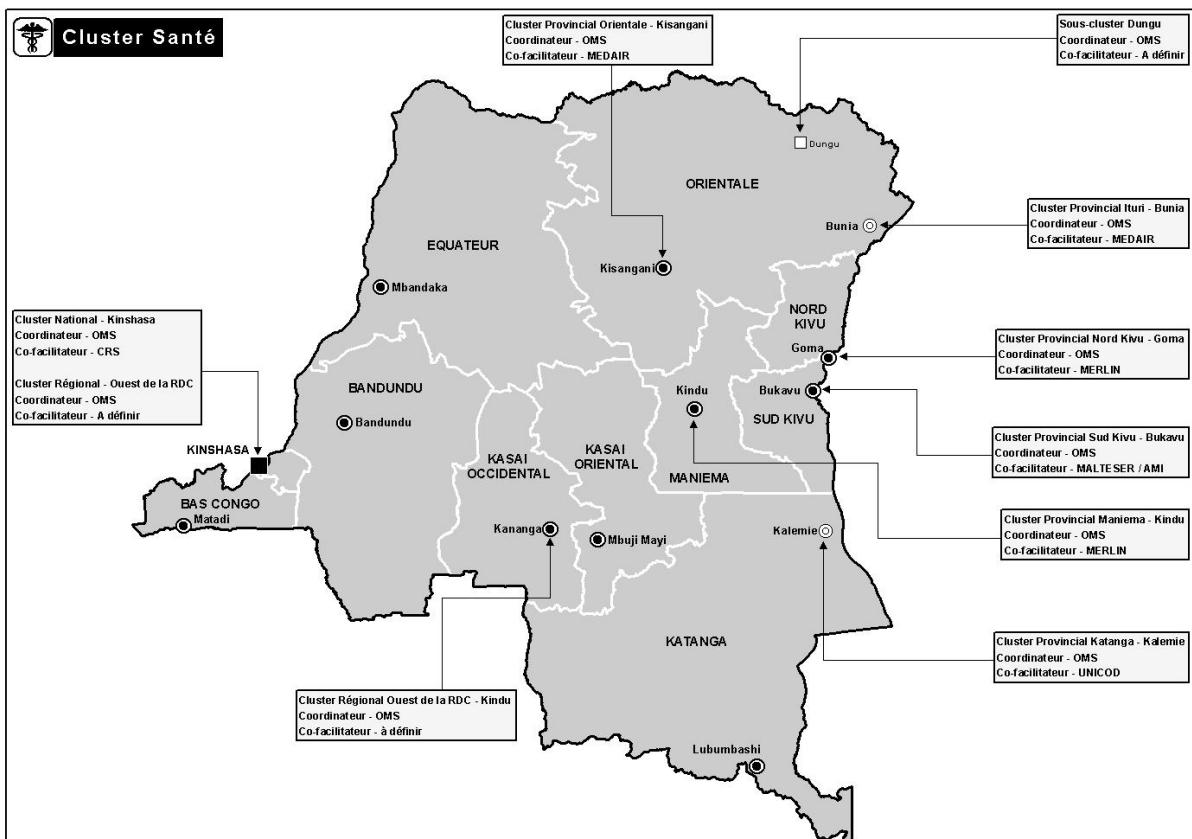 Cluster Santé
Cluster Provincial Orientale - Kisangani
Coordinateur - OMS
Co-facilitateur - MEDAIR
Sous-cluster Dungu
Coordinateur - OMS
Co-facilitateur - A définir
Dungu
ORIENTALE
Cluster Provincial Ituri - Bunia
Coordinateur - OMS
Co-facilitateur - MEDAIR
Bunia
EQUATEUR
Kisangani
Mbandaka
NORD
KIVU
Cluster National - Kinshasa
Coordinateur - OMS
Co-facilitateur - CRS
Cluster Régional - Ouest de la RDC
Coordinateur - OMS
Co-facilitateur - A définir
Goma
Cluster Provincial Nord Kivu - Goma
Coordinateur - OMS
Co-facilitateur - MERLIN
BANDUNDU
Kindu
Bukavu
Bandundu
SUD KIVU
Cluster Provincial Sud Kivu - Bukavu
Coordinateur - OMS
Co-facilitateur - MALTESER / AMI
KINSHASA
KASAI
OCCIDENTAL
KASAI
ORIENTAL
MANIEMA
BAS CONGO
Matadi
Kananga
Mbuji Mayi
Kalemie
Cluster Provincial Maniema - Kindu
Coordinateur - OMS
Co-facilitateur - MERLIN
KATANGA
Cluster Provincial Katanga - Kalemie
Coordinateur - OMS
Co-facilitateur - UNICOD
Cluster Régional Ouest de la RDC - Kindu
Coordinateur - OMS
Co-facilitateur - à définir
Lubumbashi